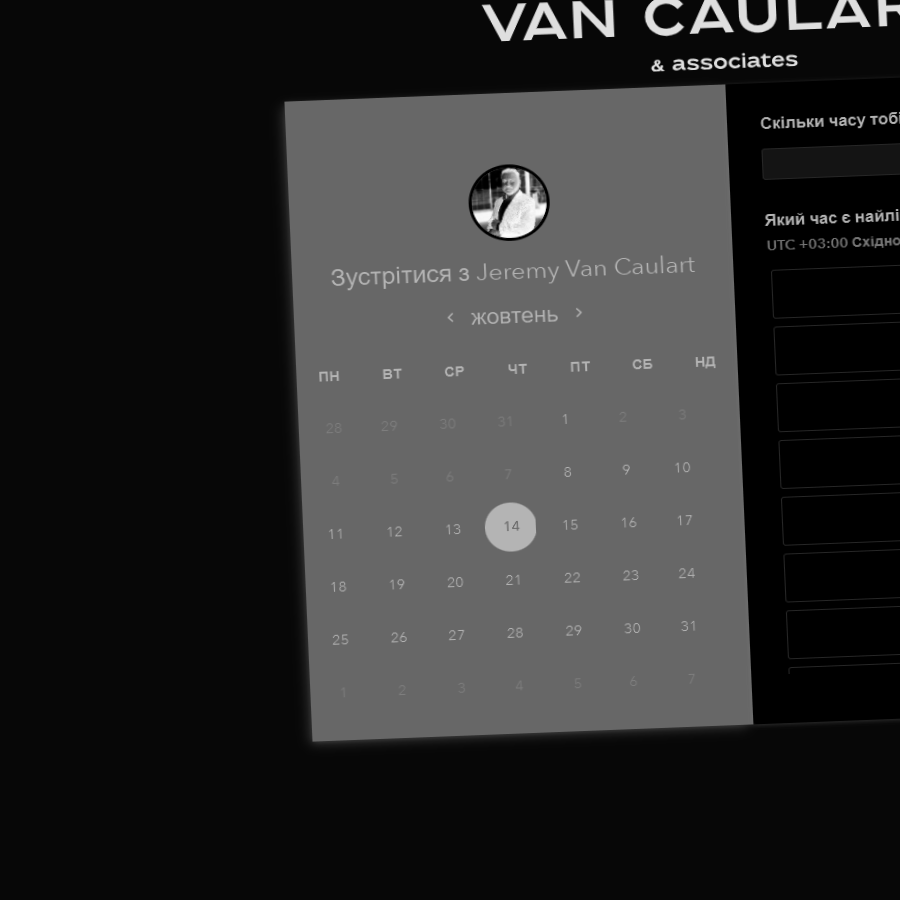 VAN CAULAR
& associates
Скільки часу тобі
Зустрітися з Jeremy Van Caulart
Який час є найлі
UTC +03:00 Східно
жовтень
ПН ВТ СР ЧТ ПТ СБ НД
28 29 30 31 1 2 3
4 5 6 7 8 9 10
11 12 13 14 15 16 17
18 19 20 21 22 23 24
25 26 27 28 29 30 31
1 2 3 4 5 6 7